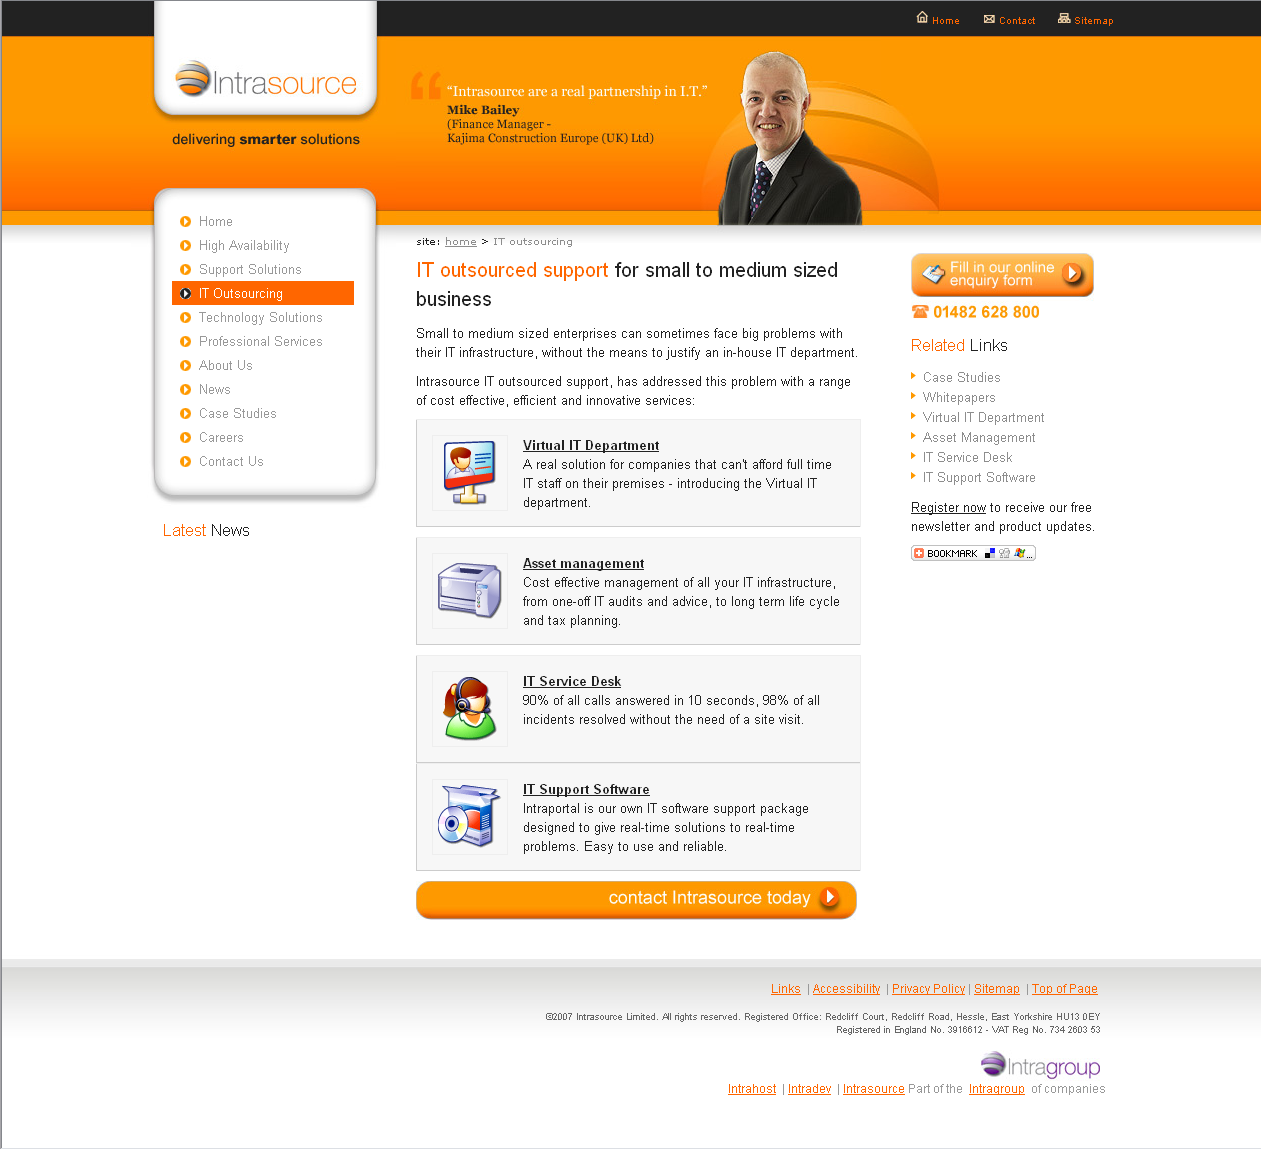 Home
Contact
Sitemap
Intrasource
delivering smarter solutions
“Intrasource are a real partnership in I.T.”
Mike Bailey
(Finance Manager -
Kajima Construction Europe (UK) Ltd)
Home
High Availability
Support Solutions
IT Outsourcing
Technology Solutions
Professional Services
About Us
News
Case Studies
Careers
Contact Us
Latest News
site: home > IT outsourcing
IT outsourced support for small to medium sized
business
Small to medium sized enterprises can sometimes face big problems with
their IT infrastructure, without the means to justify an in-house IT department.
Intrasource IT outsourced support, has addressed this problem with a range
of cost effective, efficient and innovative services:
Virtual IT Department
A real solution for companies that can't afford full time
IT staff on their premises - introducing the Virtual IT
department.
Asset management
Cost effective management of all your IT infrastructure,
from one-off IT audits and advice, to long term life cycle
and tax planning.
IT Service Desk
90% of all calls answered in 10 seconds, 98% of all
incidents resolved without the need of a site visit.
IT Support Software
Intraportal is our own IT software support package
designed to give real-time solutions to real-time
problems. Easy to use and reliable.
contact Intrasource today
Fill in our online
enquiry form
01482 628 800
Related Links
Case Studies
Whitepapers
Virtual IT Department
Asset Management
IT Service Desk
IT Support Software
Register now to receive our free
newsletter and product updates.
BOOKMARK ...
Links | Accessibility | Privacy Policy | Sitemap | Top of Page
©2007 Intrasource Limited. All rights reserved. Registered Office: Redcliff Court, Redcliff Road, Hessle, East Yorkshire HU13 0EY
Registered in England No. 3916612 - VAT Reg No. 734 2603 53
Intragroup
Intrahost | Intradev | Intrasource Part of the Intragroup of companies